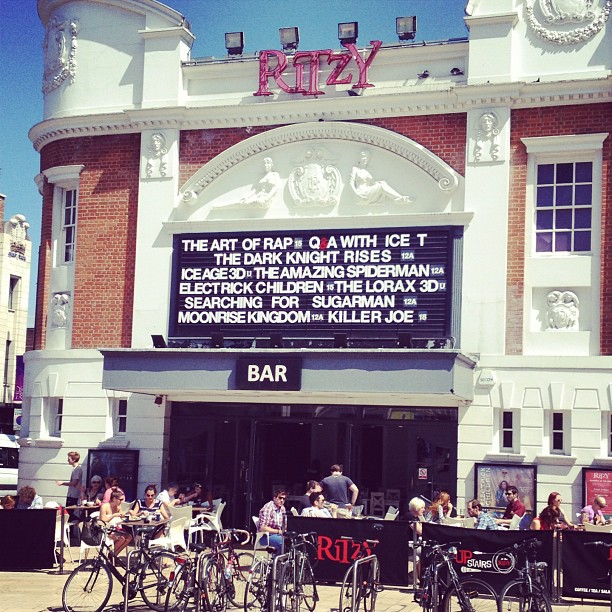 RiTZY
THE ART OF RAP 15 Q&A WITH ICE T
THE DARK KNIGHT RISES 12A
ICE AGE 3D U THE AMAZING SPIDERMAN 12A
ELECTRICK CHILDREN 15 THE LORAX 3D U
SEARCHING FOR SUGARMAN 12A
MOONRISE KINGDOM 12A KILLER JOE 18
BAR
RiTZY
RiTZY
UPSTAIRS